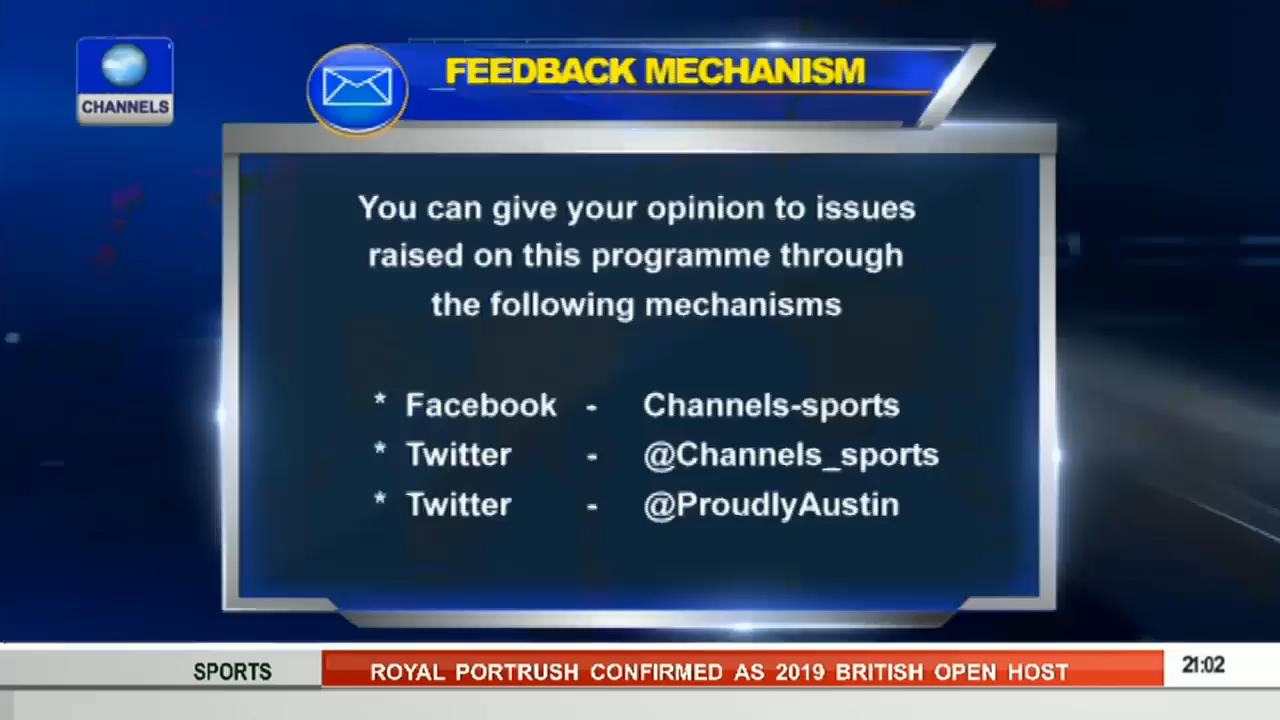 CHANNELS
FEEDBACK MECHANISM
You can give your opinion to issues
raised on this programme through
the following mechanisms
* Facebook - Channels-sports
* Twitter - @Channels_sports
* Twitter - @ProudlyAustin
SPORTS ROYAL PORTRUSH CONFIRMED AS 2019 BRITISH OPEN HOST 21:02